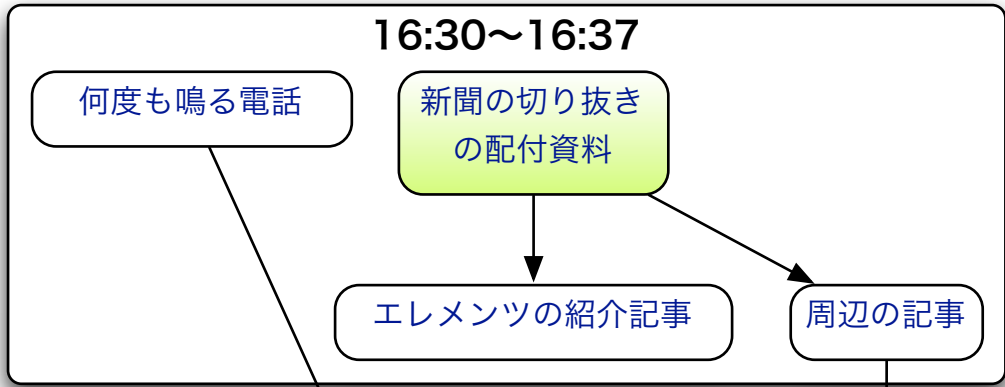 16:30〜16:37
何度も鳴る電話
新聞の切り抜き
の配付資料
エレメンツの紹介記事
周辺の記事